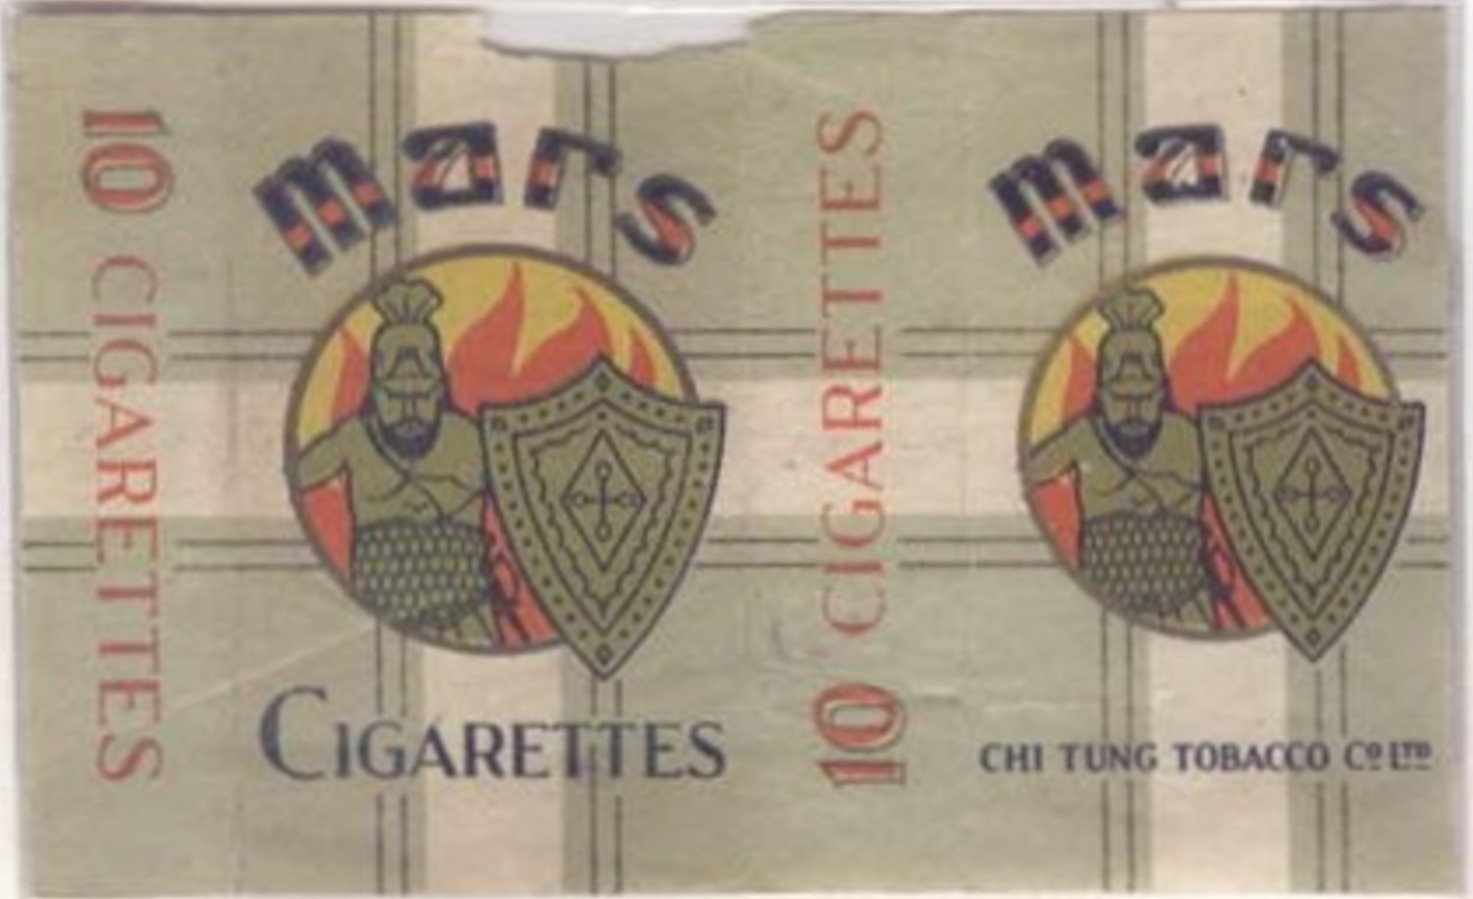 10 CIGARETTES
mars
CIGARETTES
10 CIGARETTES
mars
CHI TUNG TOBACCO Cº LTD